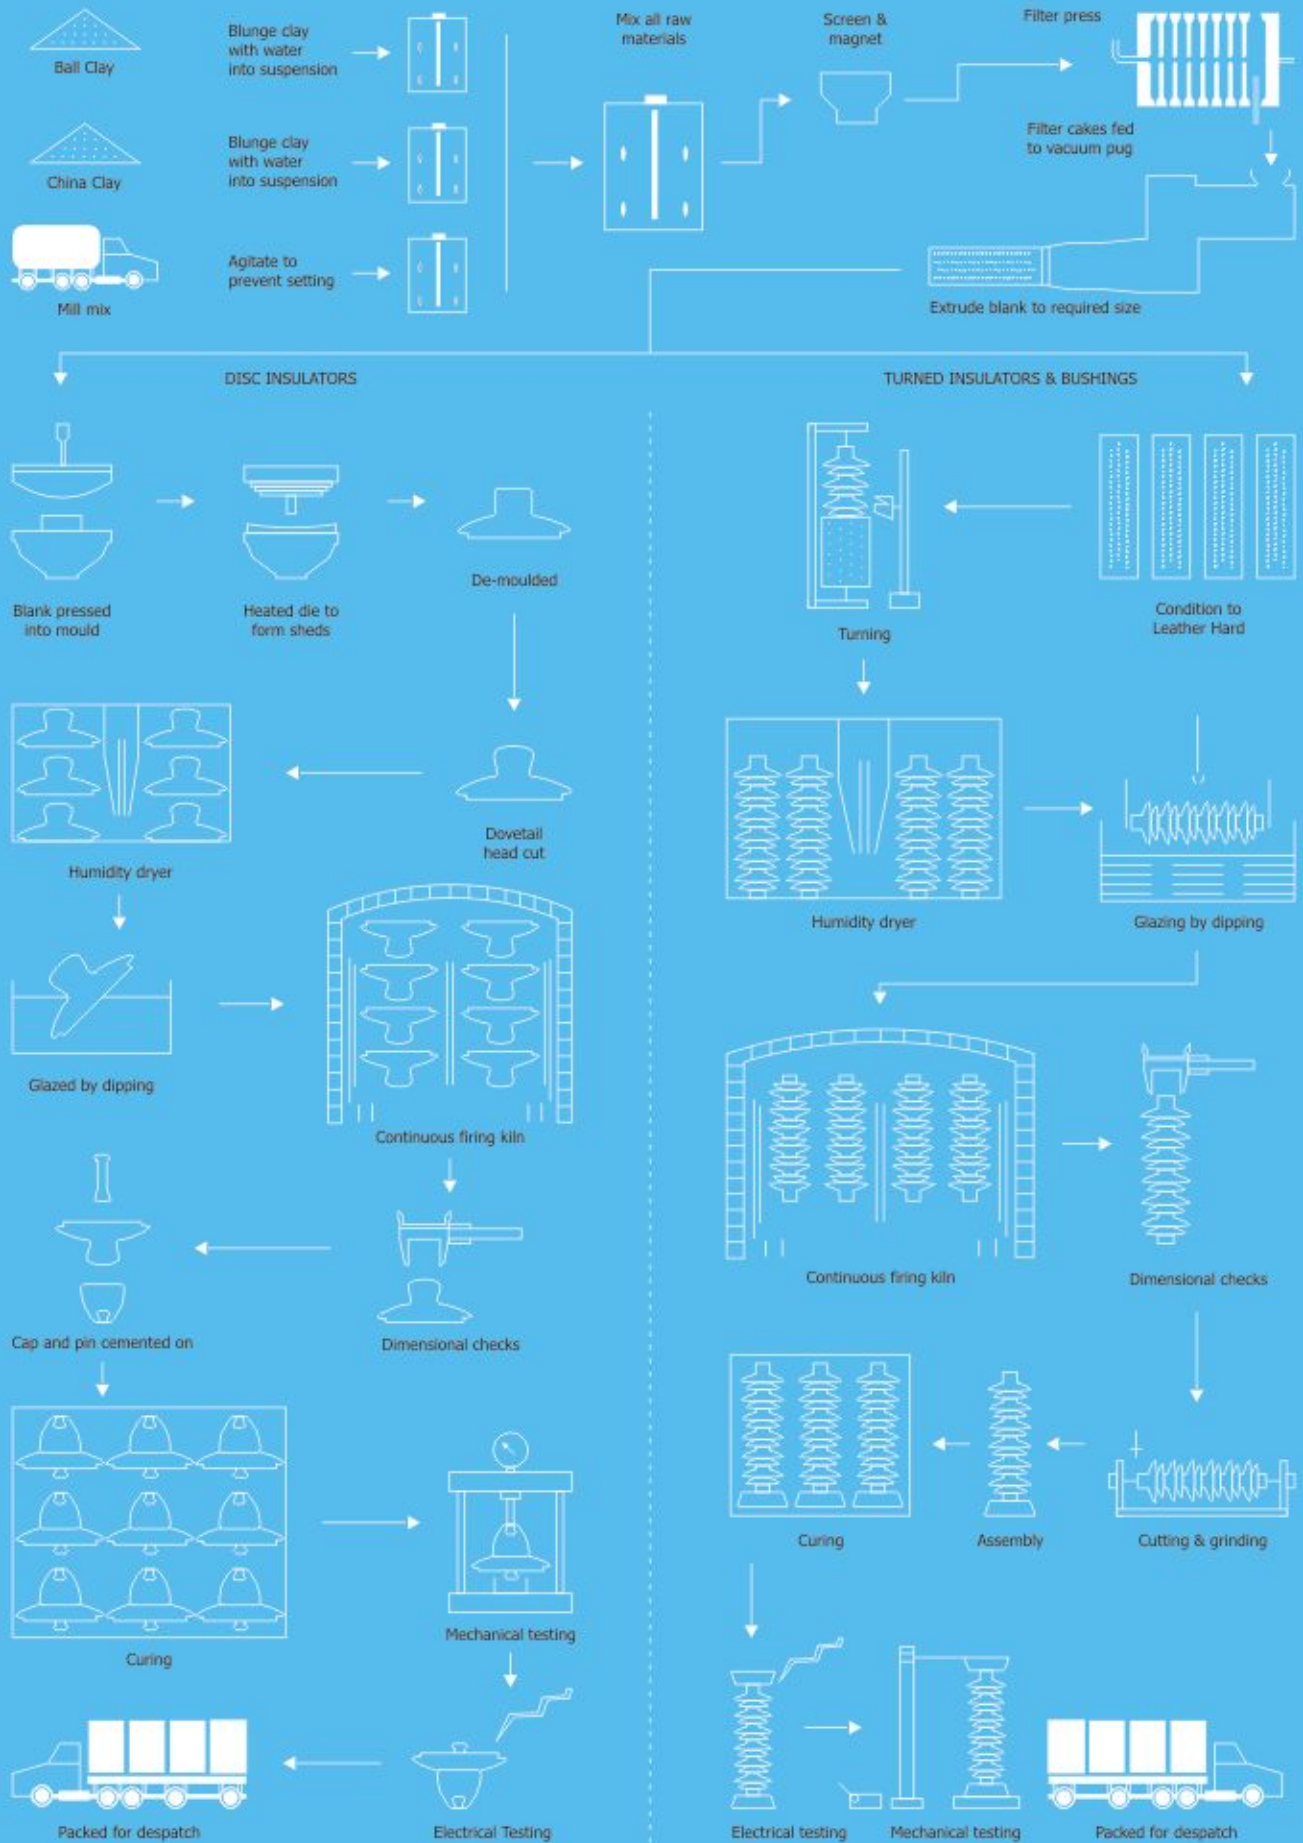 Ball Clay
Blunge clay
with water
into suspension
Mix all raw
materials
Screen &
magnet
Filter press
China Clay
Blunge clay
with water
into suspension
Filter cakes fed
to vacuum pug
Mill mix
Agitate to
prevent setting
Extrude blank to required size
DISC INSULATORS
Blank pressed
into mould
Heated die to
form sheds
De-moulded
Dovetail
head cut
Humidity dryer
Glazed by dipping
Continuous firing kiln
Dimensional checks
Cap and pin cemented on
Curing
Mechanical testing
Electrical Testing
Packed for despatch
TURNED INSULATORS & BUSHINGS
Condition to
Leather Hard
Turning
Humidity dryer
Glazing by dipping
Continuous firing kiln
Dimensional checks
Cutting & grinding
Assembly
Curing
Electrical testing
Mechanical testing
Packed for despatch